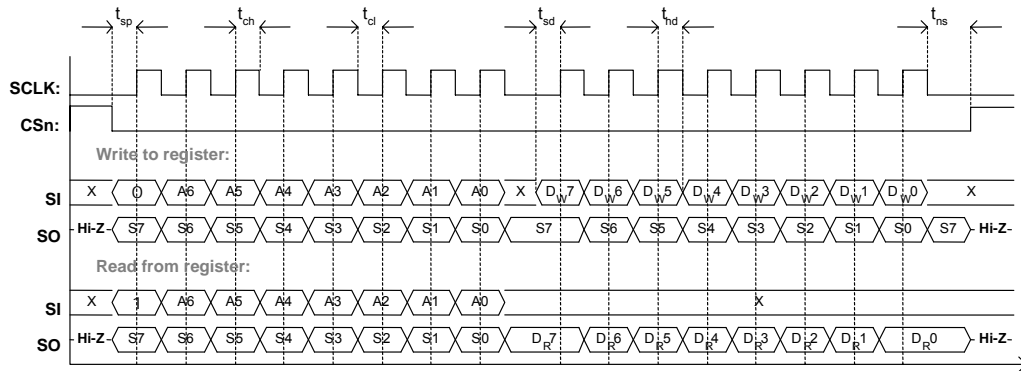 tsp tch tcl tsd thd tns
SCLK:
CSn:
Write to register:
SI X 0 A6 A5 A4 A3 A2 A1 A0 X DW7 DW6 DW5 DW4 DW3 DW2 DW1 DW0 X
SO Hi-Z S7 S6 S5 S4 S3 S2 S1 S0 S7 S6 S5 S4 S3 S2 S1 S0 S7 Hi-Z
Read from register:
SI X 1 A6 A5 A4 A3 A2 A1 A0 X
SO Hi-Z S7 S6 S5 S4 S3 S2 S1 S0 DR7 DR6 DR5 DR4 DR3 DR2 DR1 DR0 Hi-Z